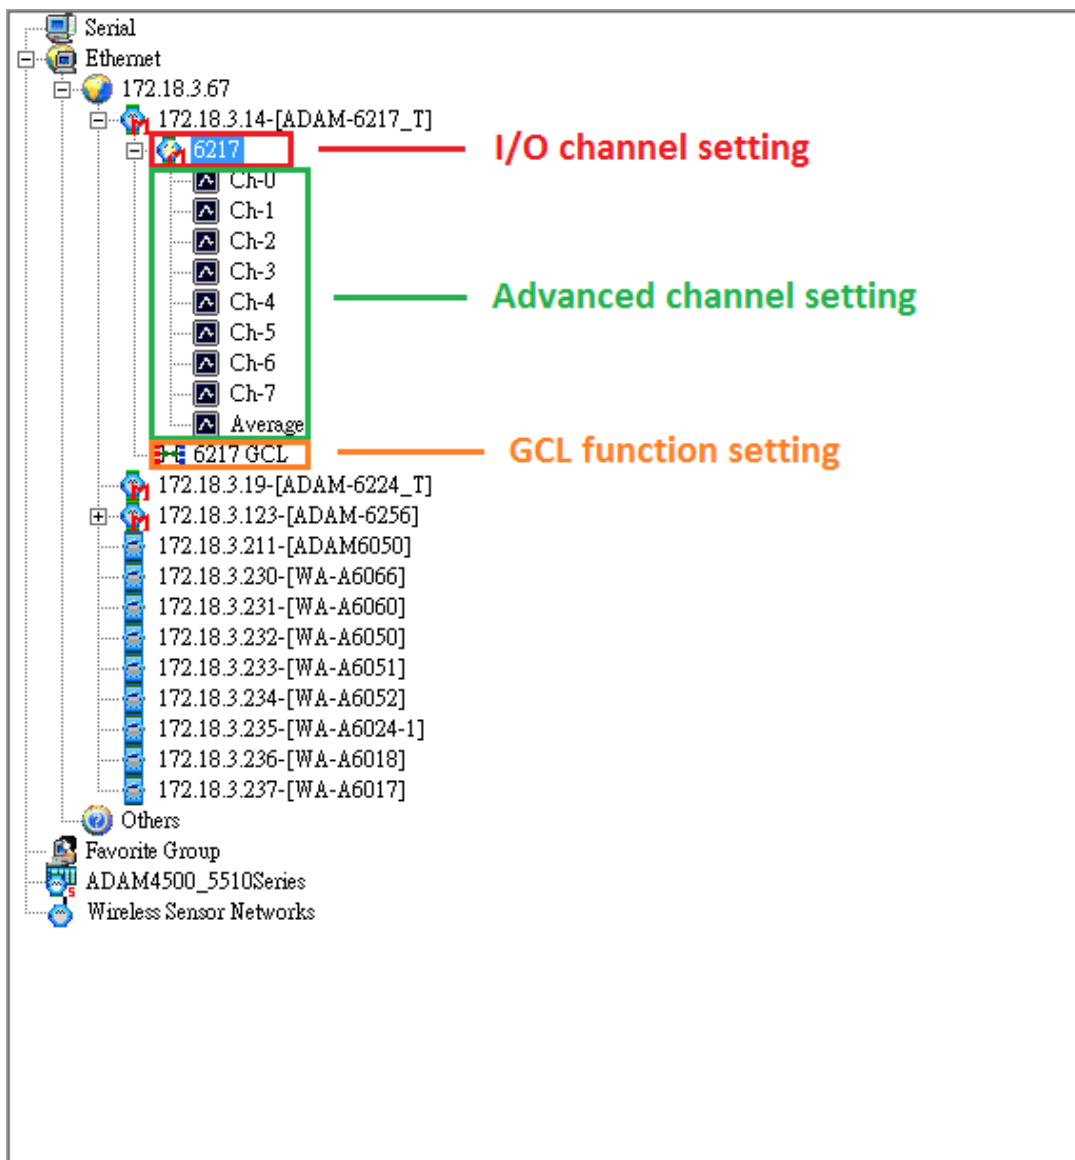 Serial
Ethernet
172.18.3.67
172.18.3.14-[ADAM-6217_T]
6217
I/O channel setting
Ch-0
Ch-1
Ch-2
Ch-3
Ch-4
Advanced channel setting
Ch-5
Ch-6
Ch-7
Average
6217 GCL
GCL function setting
172.18.3.19-[ADAM-6224_T]
172.18.3.123-[ADAM-6256]
172.18.3.211-[ADAM6050]
172.18.3.230-[WA-A6066]
172.18.3.231-[WA-A6060]
172.18.3.232-[WA-A6050]
172.18.3.233-[WA-A6051]
172.18.3.234-[WA-A6052]
172.18.3.235-[WA-A6024-1]
172.18.3.236-[WA-A6018]
172.18.3.237-[WA-A6017]
Others
Favorite Group
ADAM4500_5510Series
Wireless Sensor Networks